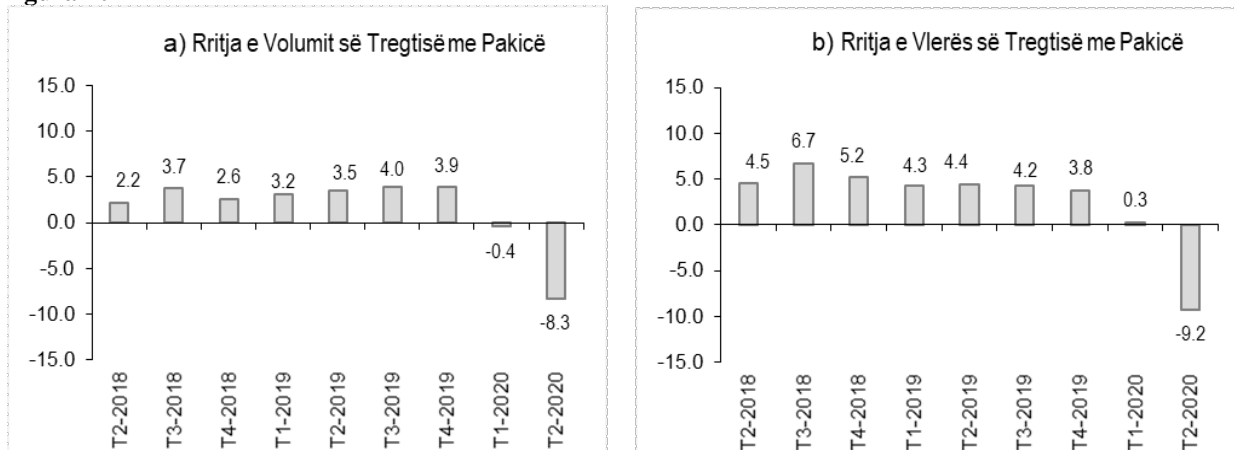 a) Rritja e Volumit së Tregtisë me Pakicë
15.0
10.0
5.0
0.0
-5.0
-10.0
-15.0
2.2
3.7
2.6
3.2
3.5
4.0
3.9
-0.4
-8.3
T2-2018
T3-2018
T4-2018
T1-2019
T2-2019
T3-2019
T4-2019
T1-2020
T2-2020
b) Rritja e Vlerës së Tregtisë me Pakicë
15.0
10.0
5.0
0.0
-5.0
-10.0
-15.0
4.5
6.7
5.2
4.3
4.4
4.2
3.8
0.3
-9.2
T2-2018
T3-2018
T4-2018
T1-2019
T2-2019
T3-2019
T4-2019
T1-2020
T2-2020